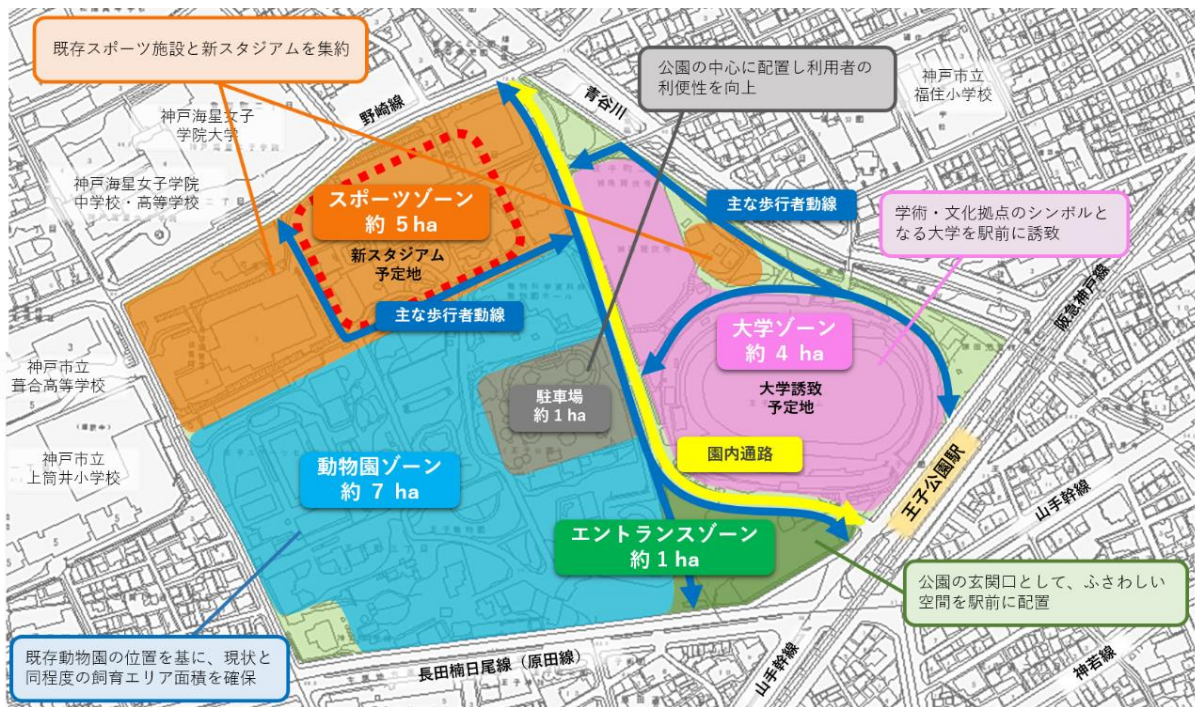 既存スポーツ施設と新スタジアムを集約
公園の中心に配置し利用者の
利便性を向上
野崎線
青谷川
神戸市立
福住小学校
神戸海星女子
学院大学
神戸海星女子学院
中学校・高等学校
スポーツゾーン
約 5 ha
新スタジアム
予定地
主な歩行者動線
学術・文化拠点のシンボルと
なる大学を駅前に誘致
主な歩行者動線
阪急神戸線
大学ゾーン
約 4 ha
大学誘致
予定地
神戸市立
葺合高等学校
駐車場
約 1 ha
神戸市立
上筒井小学校
動物園ゾーン
約 7 ha
園内通路
王子公園駅
山手幹線
エントランスゾーン
約 1 ha
公園の玄関口として、ふさわしい
空間を駅前に配置
既存動物園の位置を基に、現状と
同程度の飼育エリア面積を確保
長田楠日尾線（原田線）
山手幹線
神若線